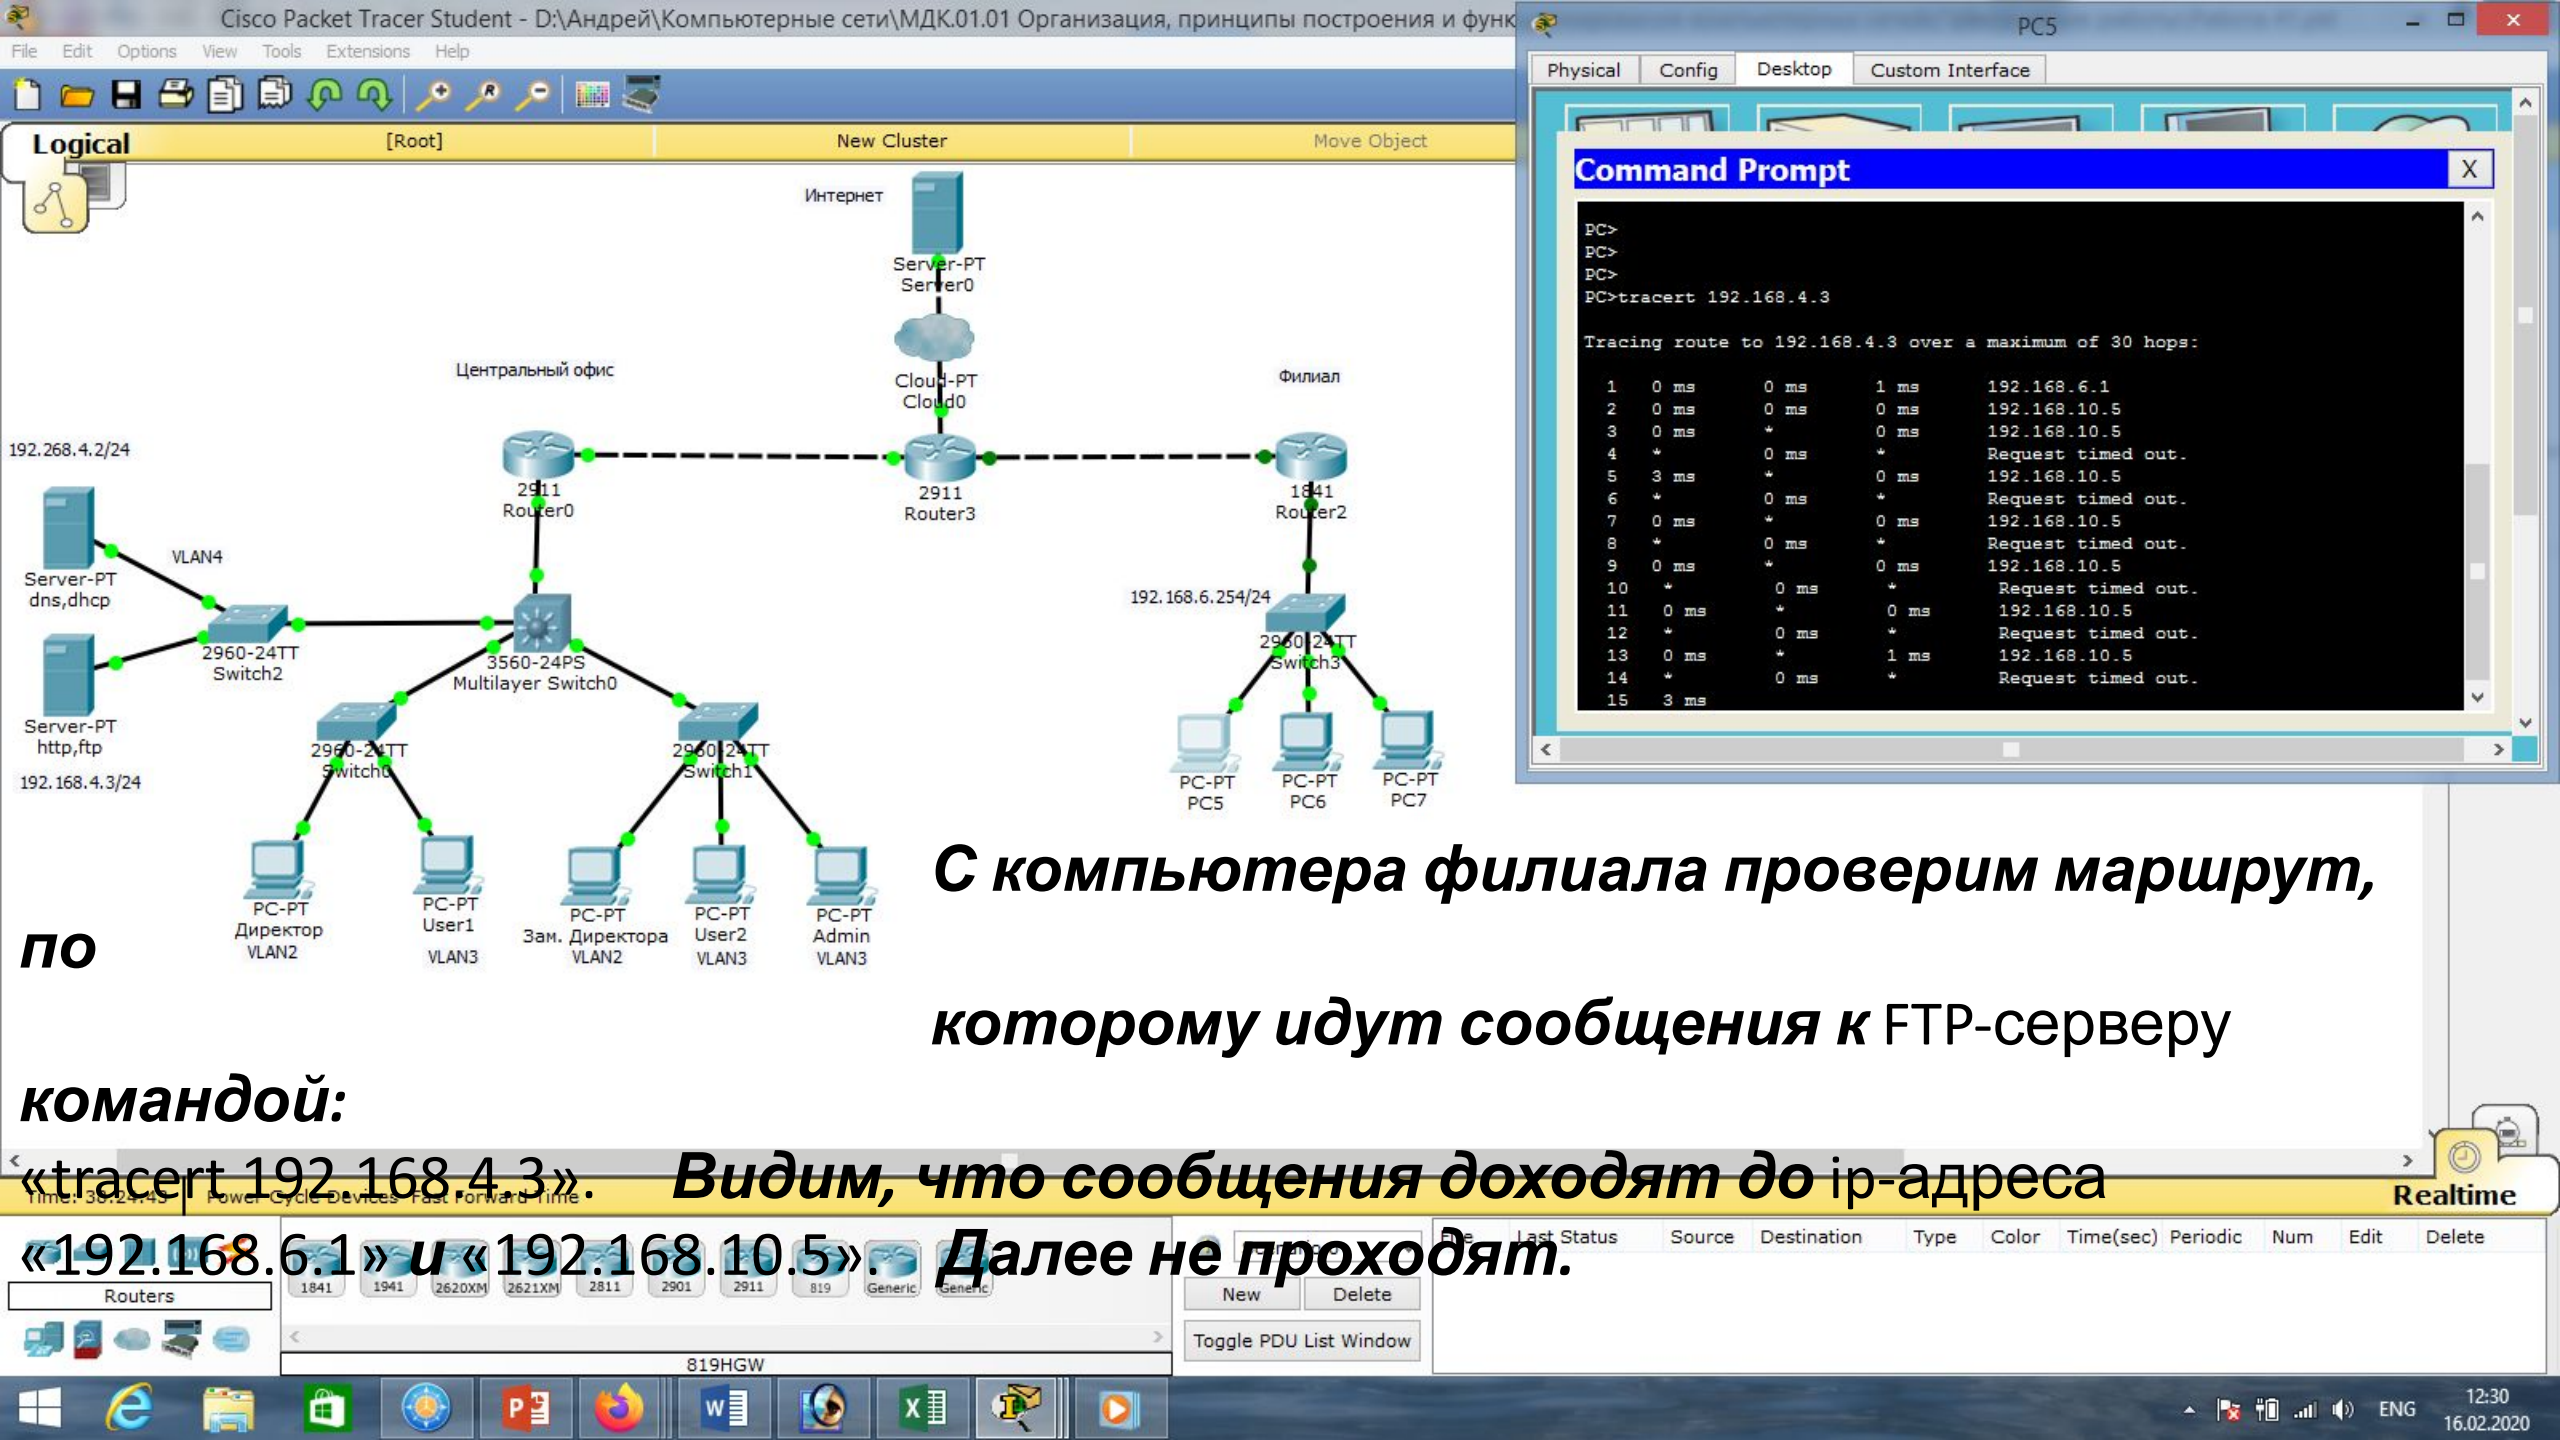 Cisco Packet Tracer Student - D:\Андрей\Компьютерные сети\МДК.01.01 Организация, принципы построения и функ
File Edit Options View Tools Extensions Help
Logical
[Root]
New Cluster
Move Object
PC5
Physical Config Desktop Custom Interface
Command Prompt
X
PC>
PC>
PC>
PC>tracert 192.168.4.3
Tracing route to 192.168.4.3 over a maximum of 30 hops:
1 0 ms 0 ms 1 ms 192.168.6.1
2 0 ms 0 ms 0 ms 192.168.10.5
3 0 ms * 0 ms 192.168.10.5
4 * 0 ms * Request timed out.
5 3 ms * 0 ms 192.168.10.5
6 * 0 ms * Request timed out.
7 0 ms * 0 ms 192.168.10.5
8 * 0 ms * Request timed out.
9 0 ms * 0 ms 192.168.10.5
10 * 0 ms * Request timed out.
11 0 ms * 0 ms 192.168.10.5
12 * 0 ms * Request timed out.
13 0 ms * 1 ms 192.168.10.5
14 * 0 ms * Request timed out.
15 3 ms
Интернет
Server-PT
Server0
Cloud-PT
Cloud0
Центральный офис
Филиал
192.268.4.2/24
2911
Router0
2911
Router3
1841
Router2
VLAN4
Server-PT
dns,dhcp
192.168.6.254/24
2960-24TT
Switch2
3560-24PS
Multilayer Switch0
2960-24TT
Switch3
Server-PT
http,ftp
192.168.4.3/24
2960-24TT
Switch0
2960-24TT
Switch1
PC-PT
PC5
PC-PT
PC6
PC-PT
PC7
PC-PT
Директор
VLAN2
PC-PT
User1
VLAN3
PC-PT
Зам. Директора
VLAN2
PC-PT
User2
VLAN3
PC-PT
Admin
VLAN3
С компьютера филиала проверим маршрут,
по
которому идут сообщения к FTP-серверу
командой:
«tracert 192.168.4.3». Видим, что сообщения доходят до ip-адреса
«192.168.6.1» и «192.168.10.5». Далее не проходят.
Time: 38:24:43 Power Cycle Devices Fast Forward Time
Realtime
Routers
1841 1941 2620XM 2621XM 2811 2901 2911 819 Generic Generic
819HGW
New Delete
Toggle PDU List Window
Last Status Source Destination Type Color Time(sec) Periodic Num Edit Delete
ENG
12:30
16.02.2020